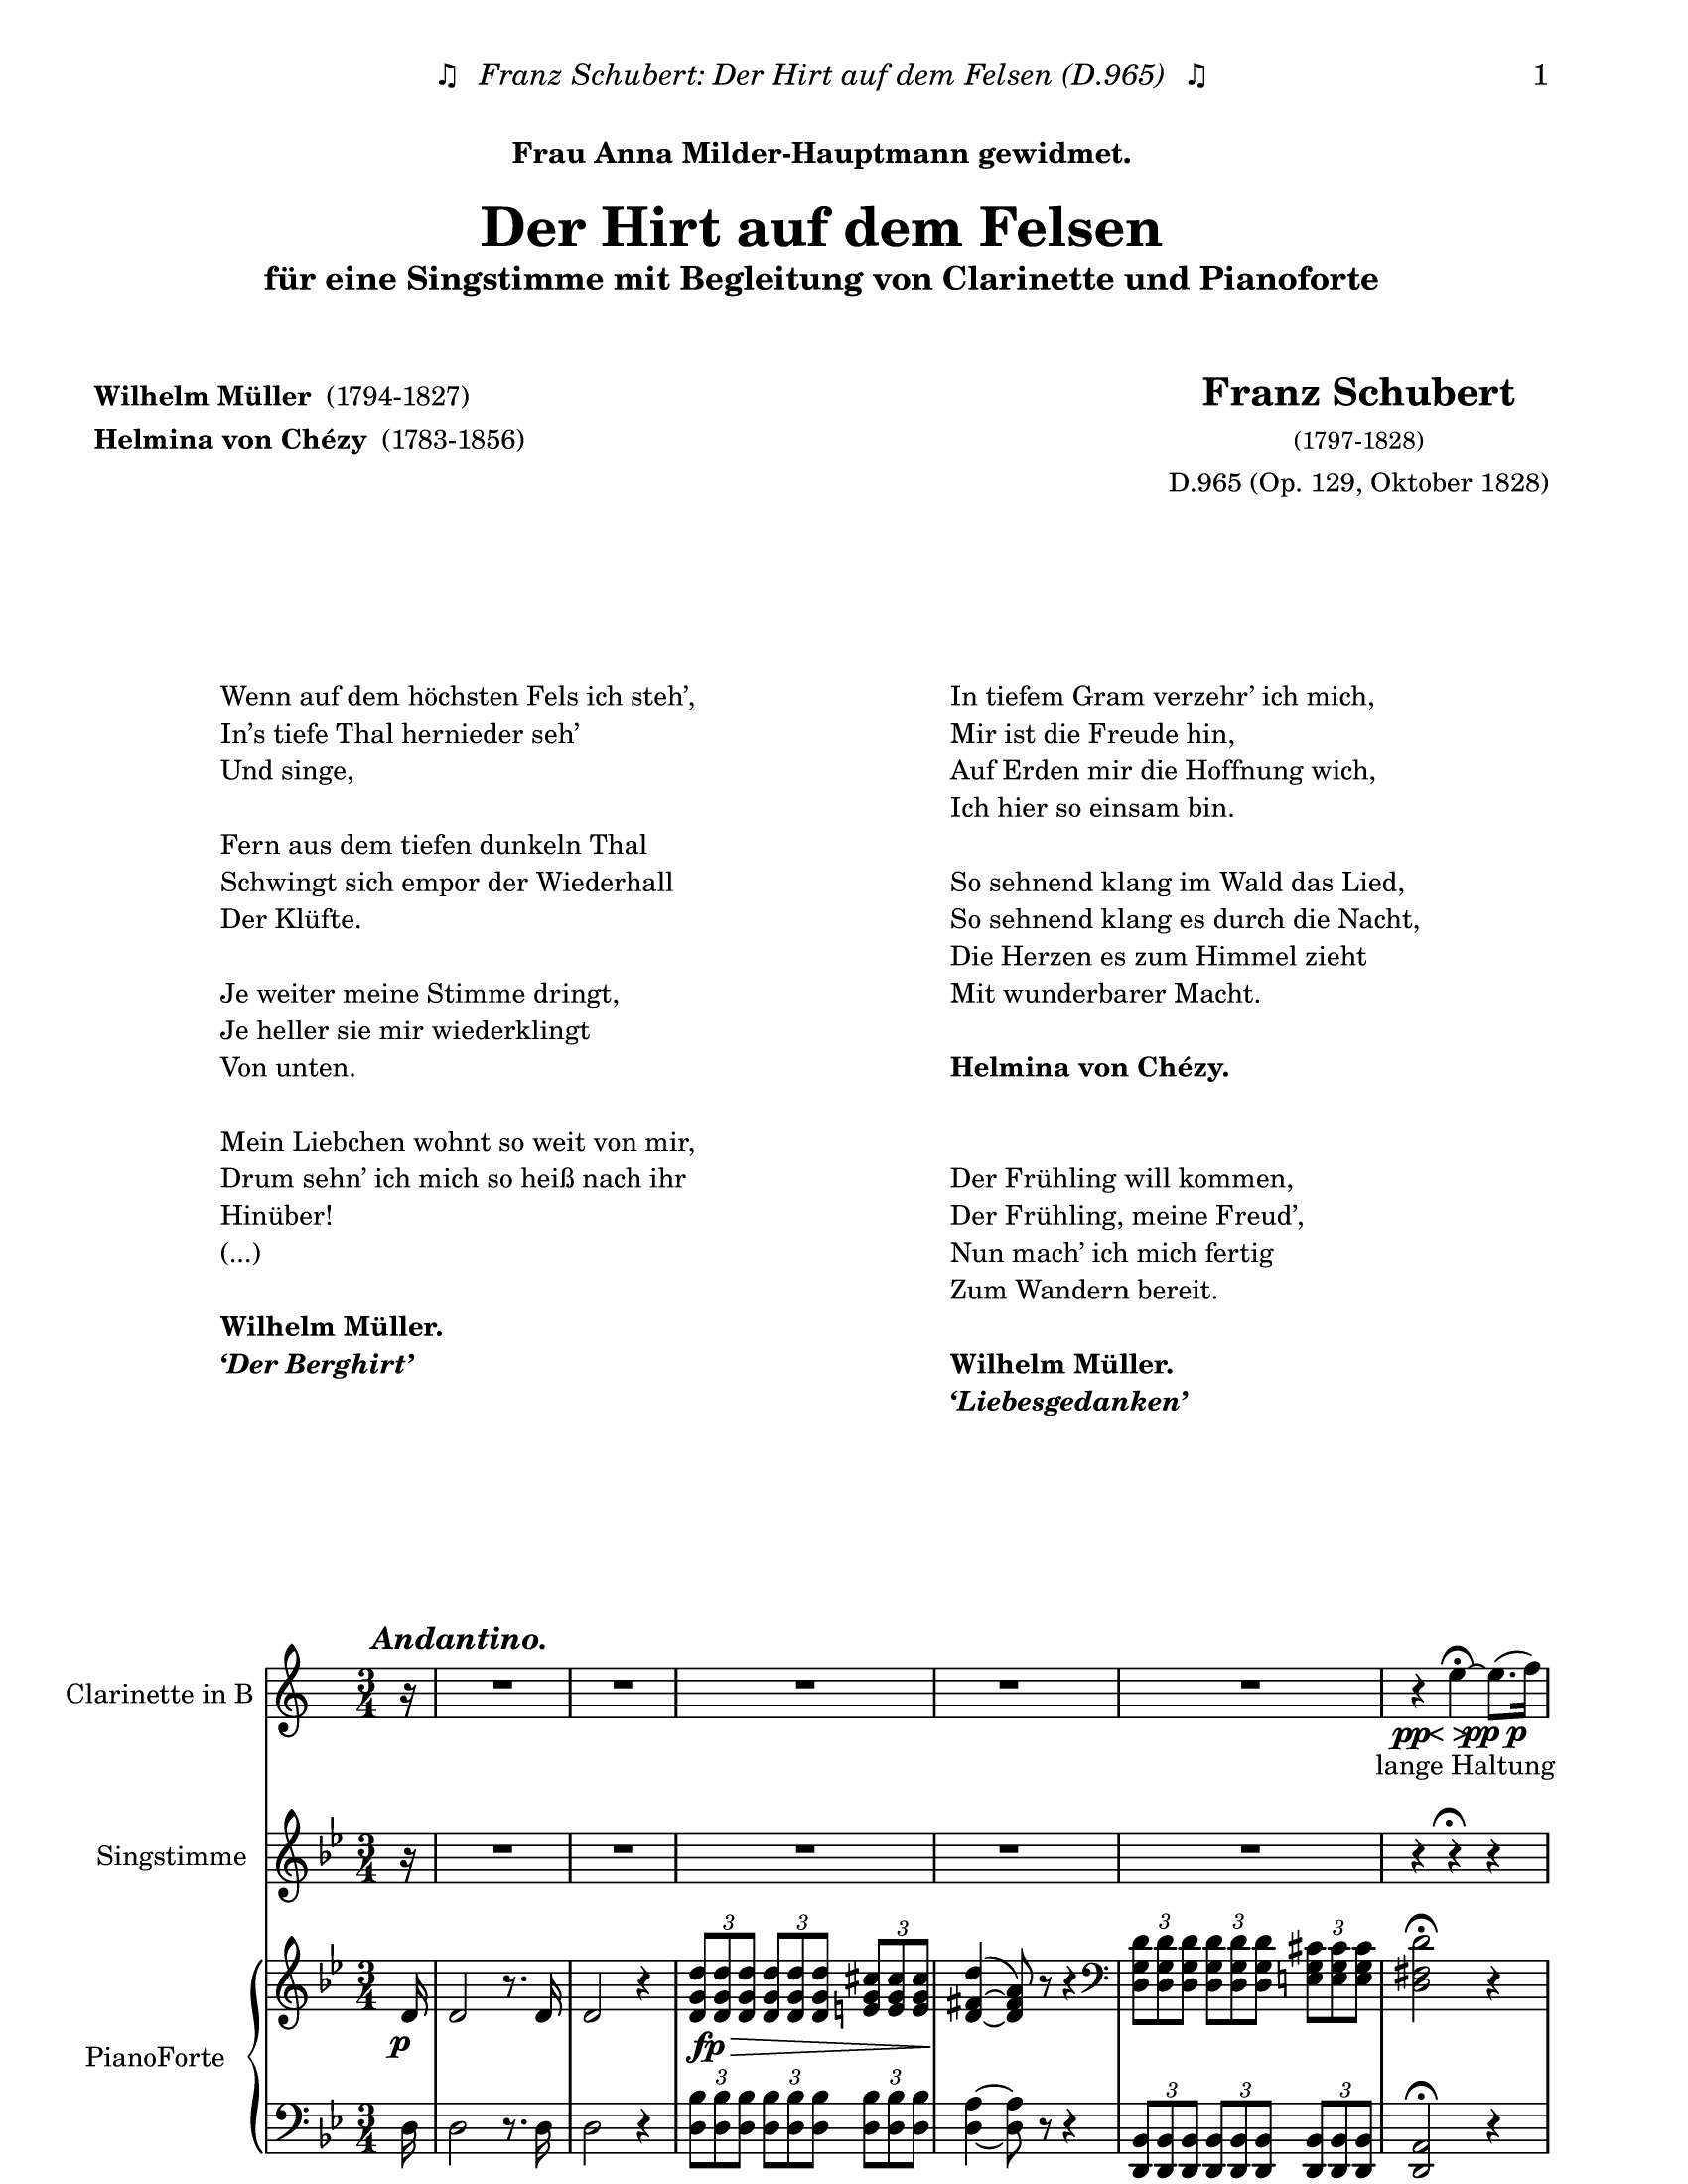 ♫ Franz Schubert: Der Hirt auf dem Felsen (D.965) ♫ 1
Frau Anna Milder-Hauptmann gewidmet.
Der Hirt auf dem Felsen
für eine Singstimme mit Begleitung von Clarinette und Pianoforte
Wilhelm Müller (1794-1827)
Helmina von Chézy (1783-1856)
Franz Schubert
(1797-1828)
D.965 (Op. 129, Oktober 1828)
Wenn auf dem höchsten Fels ich steh’,
In’s tiefe Thal hernieder seh’
Und singe,
Fern aus dem tiefen dunkeln Thal
Schwingt sich empor der Wiederhall
Der Klüfte.
Je weiter meine Stimme dringt,
Je heller sie mir wiederklingt
Von unten.
Mein Liebchen wohnt so weit von mir,
Drum sehn’ ich mich so heiß nach ihr
Hinüber!
(...)
Wilhelm Müller.
‘Der Berghirt’
In tiefem Gram verzehr’ ich mich,
Mir ist die Freude hin,
Auf Erden mir die Hoffnung wich,
Ich hier so einsam bin.
So sehnend klang im Wald das Lied,
So sehnend klang es durch die Nacht,
Die Herzen es zum Himmel zieht
Mit wunderbarer Macht.
Helmina von Chézy.
Der Frühling will kommen,
Der Frühling, meine Freud’,
Nun mach’ ich mich fertig
Zum Wandern bereit.
Wilhelm Müller.
‘Liebesgedanken’
Andantino.
Clarinette in B
pp pp p
lange Haltung
Singstimme
3 3 3 3 3 3
PianoForte
p fp
3 3 3 3 3 3